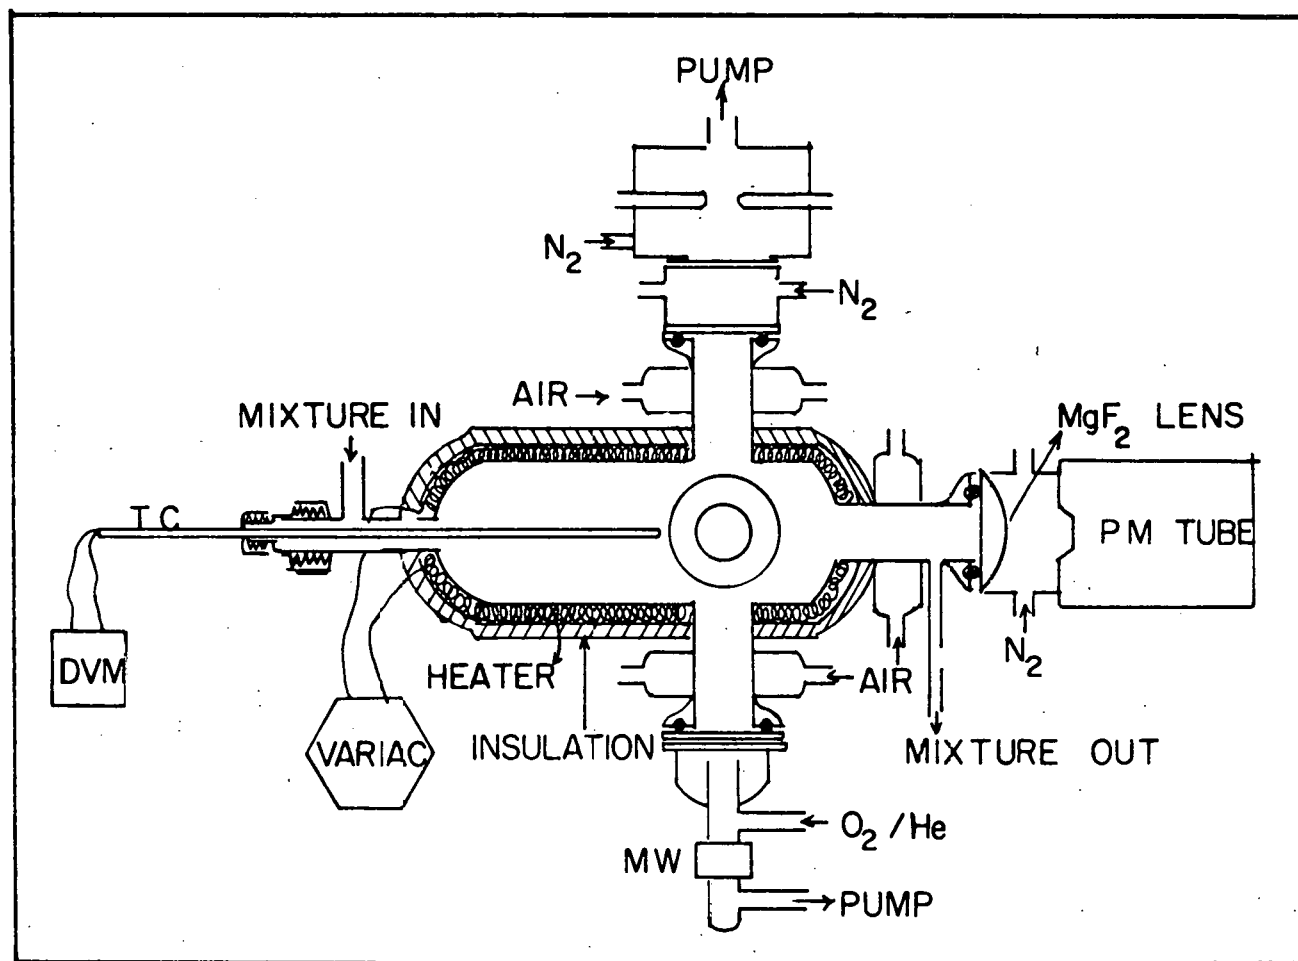 PUMP
N2
N2
AIR
MIXTURE IN
MgF2 LENS
TC
PM TUBE
DVM
HEATER
AIR
N2
VARIAC
INSULATION
MIXTURE OUT
O2/He
MW
PUMP